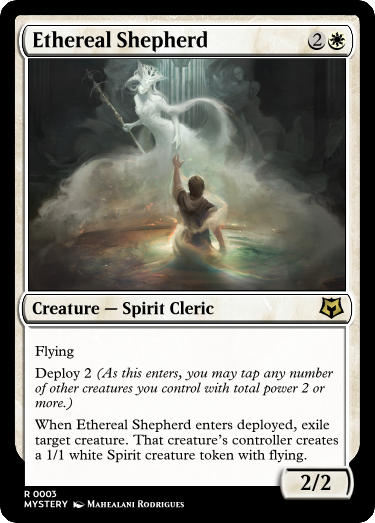 Ethereal Shepherd 2
Creature — Spirit Cleric
Flying
Deploy 2 (As this enters, you may tap any number
of other creatures you control with total power 2 or
more.)
When Ethereal Shepherd enters deployed, exile
target creature. That creature's controller creates
a 1/1 white Spirit creature token with flying.
2/2
R 0003
MYSTERY Mahealani Rodrigues